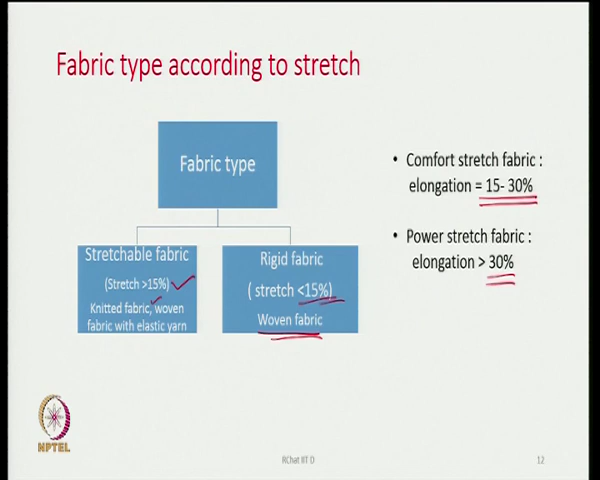 Fabric type according to stretch
Fabric type
Stretchable fabric
(Stretch >15%)
Knitted fabric, woven
fabric with elastic yarn
Rigid fabric
( stretch <15%)
Woven fabric
• Comfort stretch fabric :
elongation = 15- 30%
• Power stretch fabric :
elongation > 30%
NPTEL
RChat IIT D
12